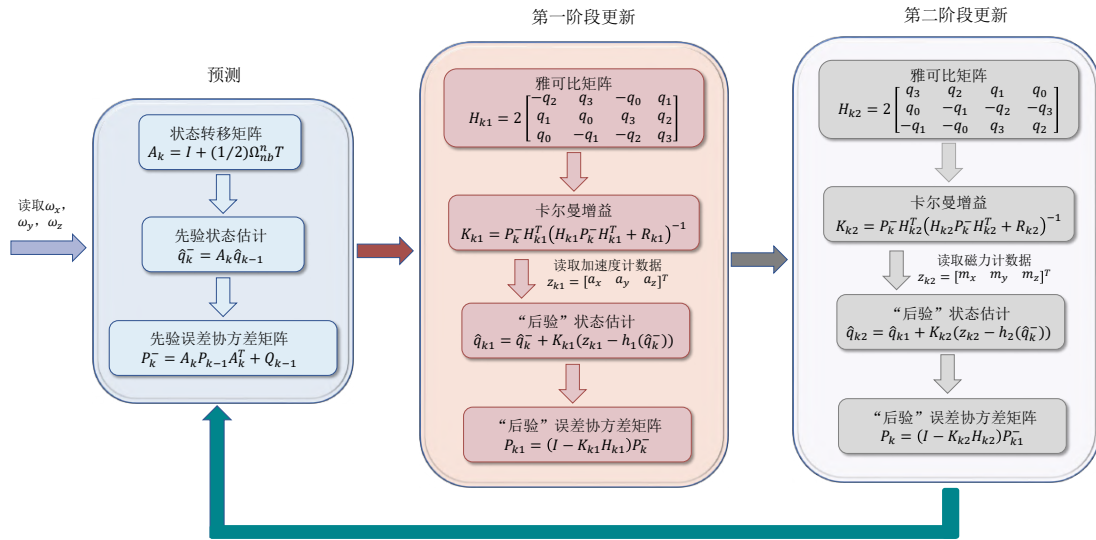 读取ω_x,
ω_y, ω_z
预测
状态转移矩阵
A_k = I + (1/2)Ω_{nb}^n T
先验状态估计
q̂_k^- = A_k q̂_{k-1}
先验误差协方差矩阵
P_k^- = A_k P_{k-1} A_k^T + Q_{k-1}
第一阶段更新
雅可比矩阵
H_{k1} = 2 [ -q_2 q_3 -q_0 q_1
q_1 q_0 q_3 q_2
q_0 -q_1 -q_2 q_3 ]
卡尔曼增益
K_{k1} = P_k^- H_{k1}^T (H_{k1} P_k^- H_{k1}^T + R_{k1})^{-1}
读取加速度计数据
z_{k1} = [a_x a_y a_z]^T
“后验”状态估计
q̂_{k1} = q̂_k^- + K_{k1}(z_{k1} - h_1(q̂_k^-))
“后验”误差协方差矩阵
P_{k1} = (I - K_{k1} H_{k1}) P_k^-
第二阶段更新
雅可比矩阵
H_{k2} = 2 [ q_3 q_2 q_1 q_0
q_0 -q_1 -q_2 -q_3
-q_1 -q_0 q_3 q_2 ]
卡尔曼增益
K_{k2} = P_k^- H_{k2}^T (H_{k2} P_k^- H_{k2}^T + R_{k2})^{-1}
读取磁力计数据
z_{k2} = [m_x m_y m_z]^T
“后验”状态估计
q̂_{k2} = q̂_{k1} + K_{k2}(z_{k2} - h_2(q̂_k^-))
“后验”误差协方差矩阵
P_k = (I - K_{k2} H_{k2}) P_{k1}^-